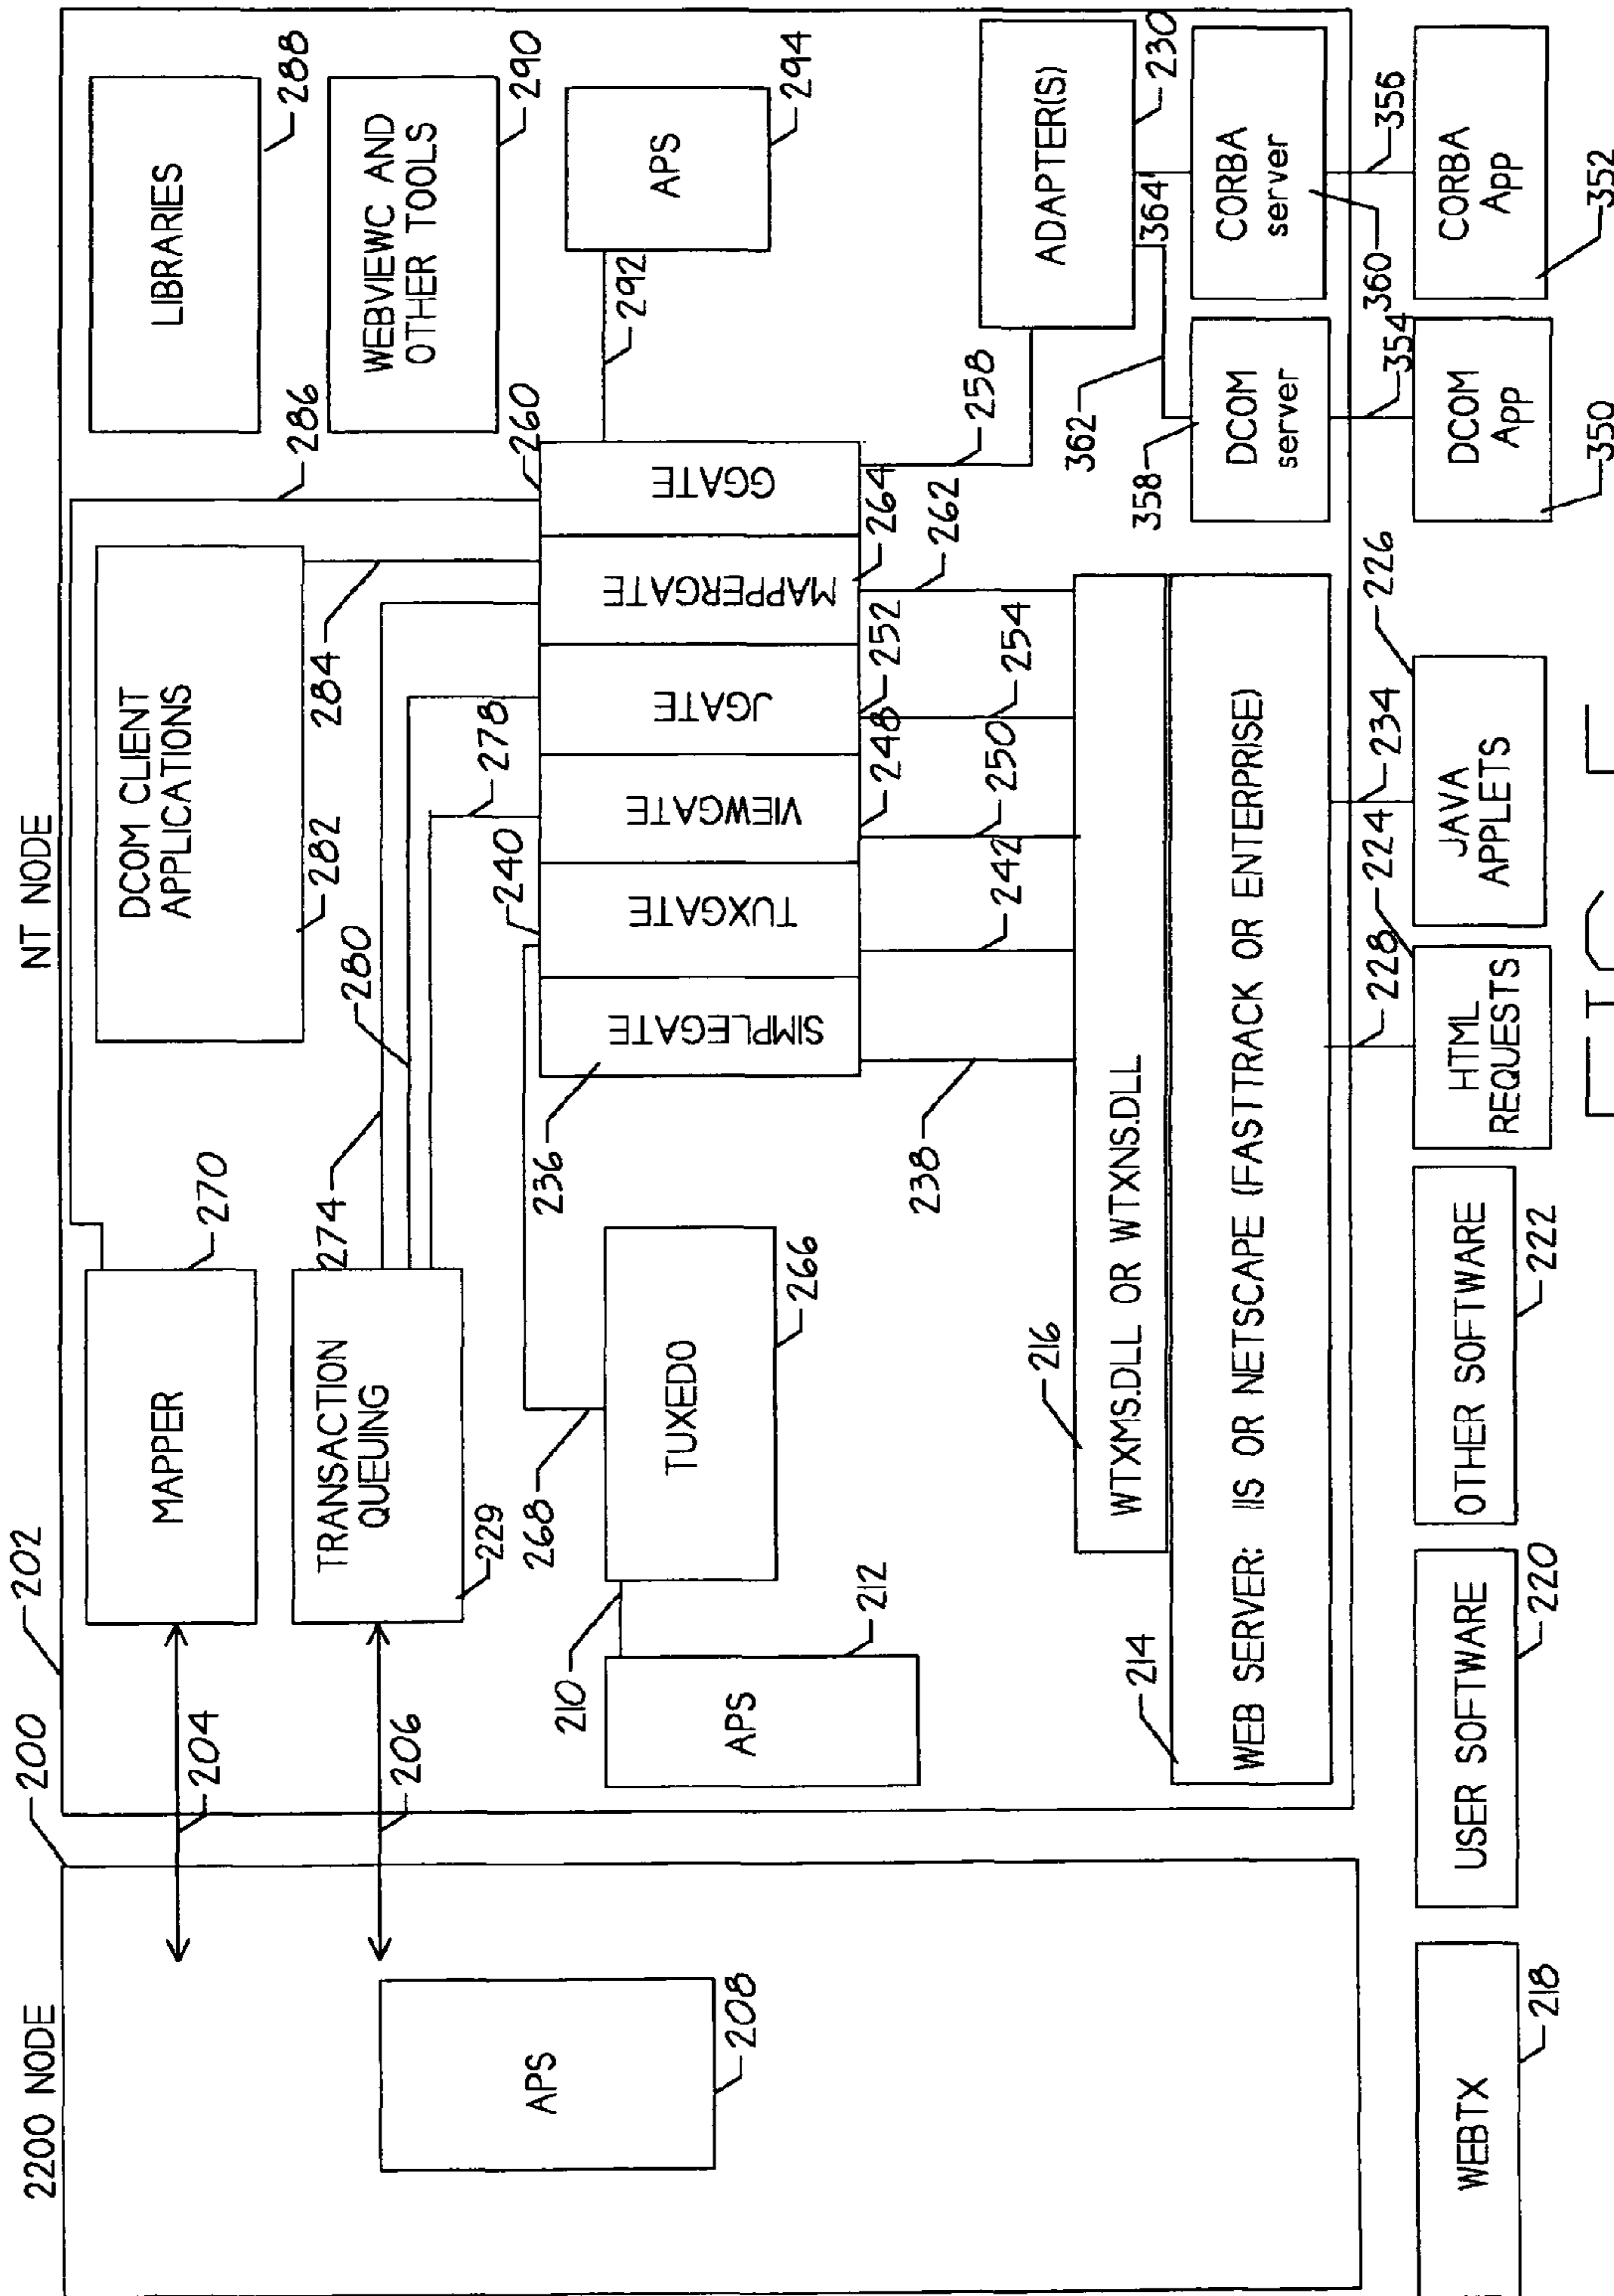 2200 NODE
200
202
NT NODE
204
206
APS
208
MAPPER
270
TRANSACTION
QUEUING
229
274
280
278
DCOM CLIENT
APPLICATIONS
282
284
286
LIBRARIES
288
WEBVIEWC AND
OTHER TOOLS
290
APS
294
292
260
240
236
268
TUXEDO
266
210
APS
212
SIMPLEGATE
TUXGATE
VIEWGATE
JGATE
MAPPERGATE
GGATE
238
242
250
248
254
252
262
264
258
ADAPTER(S)
230
364
362
358
DCOM
server
CORBA
server
360
354
356
216
WTXMS.DLL OR WTXNS.DLL
214
WEB SERVER: IIS OR NETSCAPE (FASTTRACK OR ENTERPRISE)
228
224
234
226
WEBTX
218
USER SOFTWARE
220
OTHER SOFTWARE
222
HTML
REQUESTS
JAVA
APPLETS
DCOM
App
350
CORBA
App
352